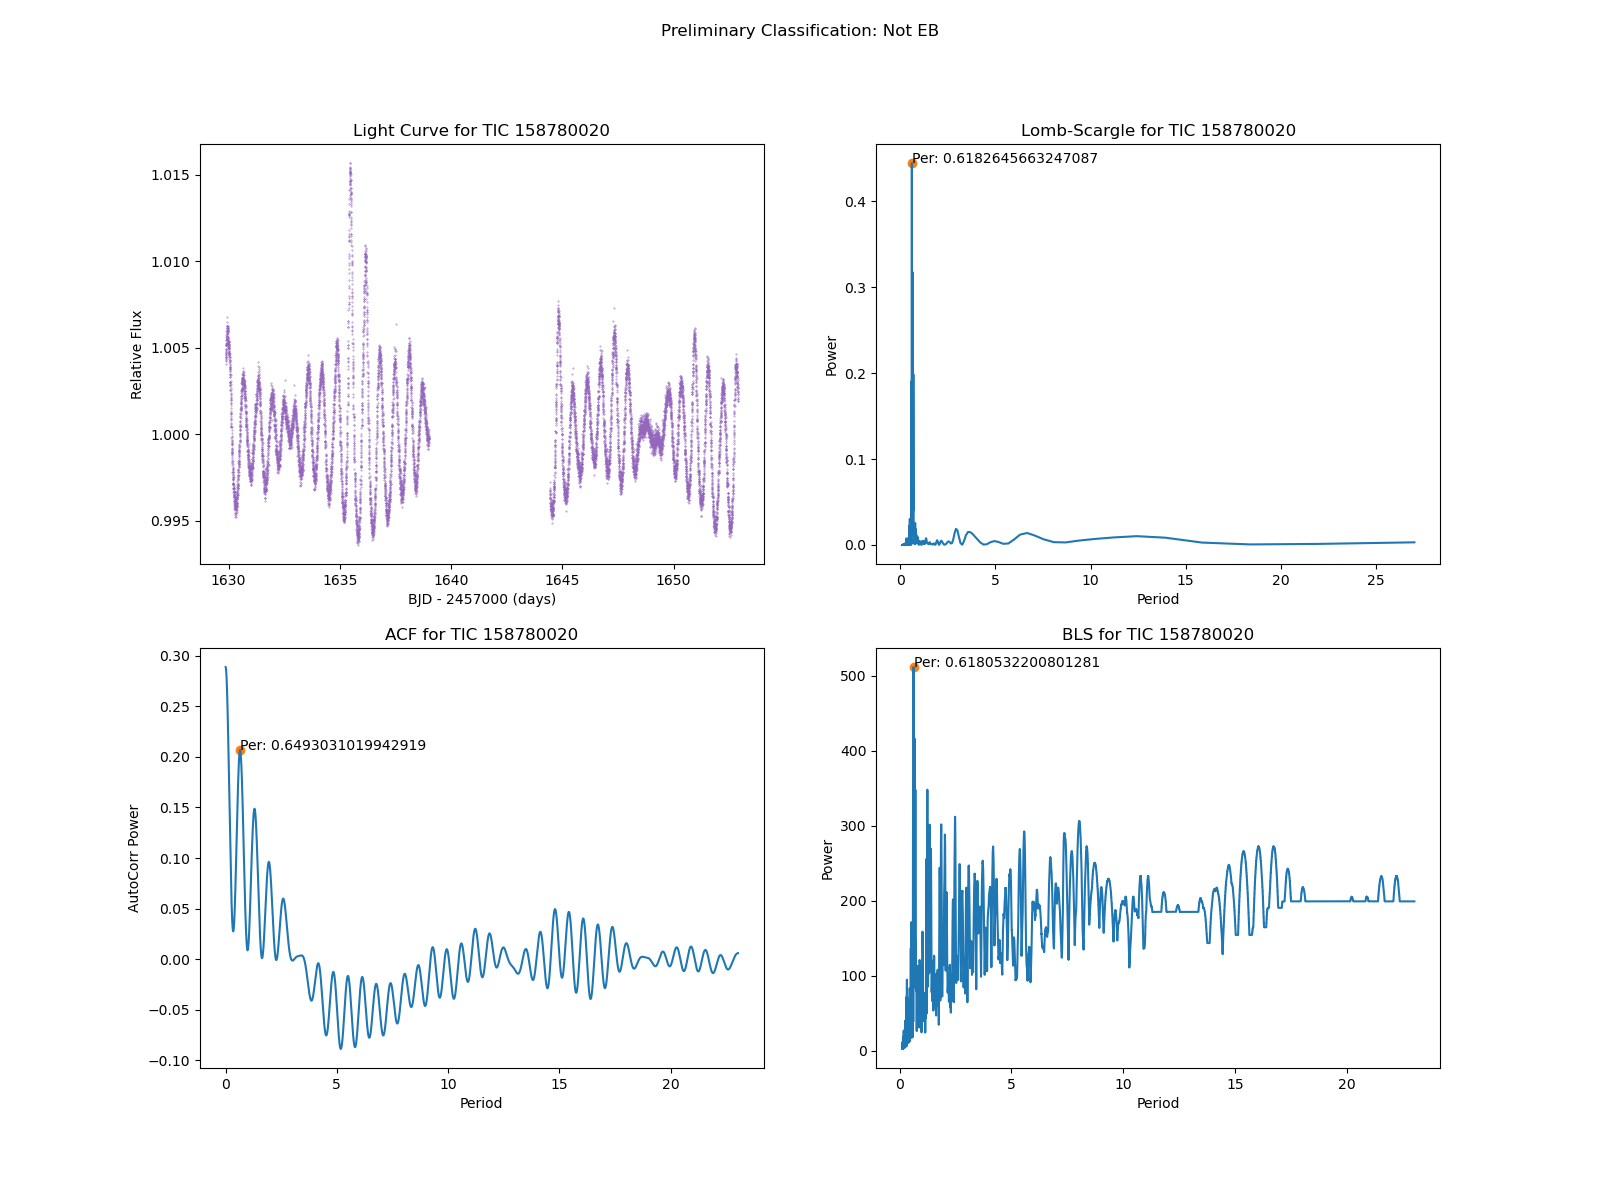 Preliminary Classification: Not EB
Light Curve for TIC 158780020
1.015
1.010
1.005
1.000
0.995
Relative Flux
1630
1635
1640
1645
1650
BJD - 2457000 (days)
Lomb-Scargle for TIC 158780020
Per: 0.6182645663247087
0.4
0.3
0.2
0.1
0.0
Power
0
5
10
15
20
25
Period
ACF for TIC 158780020
Per: 0.6493031019942919
0.30
0.25
0.20
0.15
0.10
0.05
0.00
−0.05
−0.10
AutoCorr Power
0
5
10
15
20
Period
BLS for TIC 158780020
Per: 0.6180532200801281
500
400
300
200
100
0
Power
0
5
10
15
20
Period